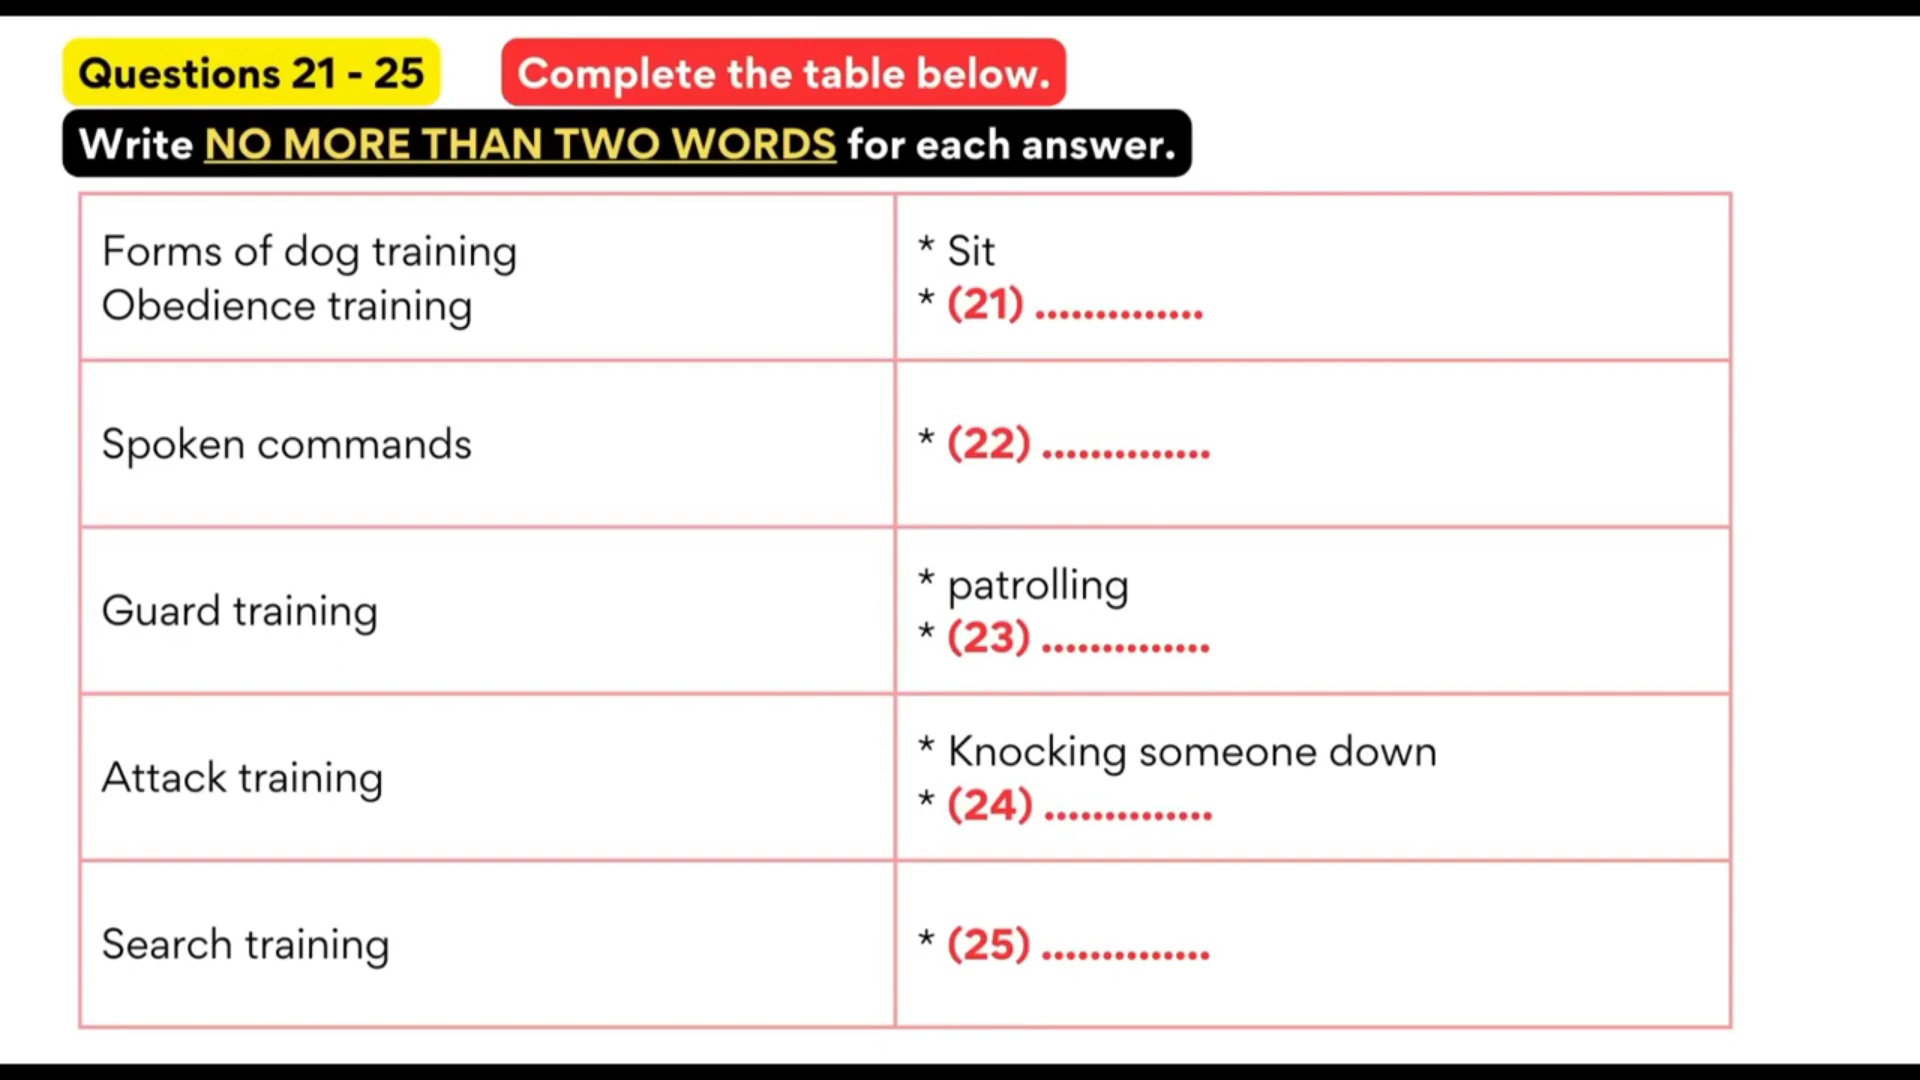 Questions 21 - 25
Complete the table below.
Write NO MORE THAN TWO WORDS for each answer.
Forms of dog training
Obedience training
* Sit
* (21) ..............
Spoken commands
* (22) ..............
Guard training
* patrolling
* (23) ..............
Attack training
* Knocking someone down
* (24) ..............
Search training
* (25) ..............